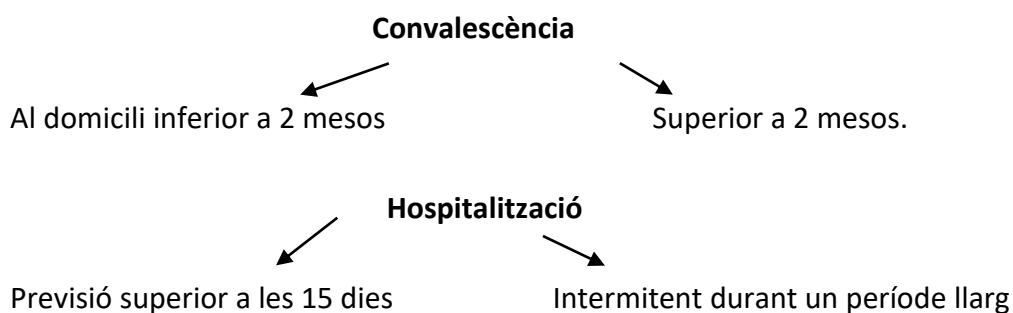 Convalescència
Al domicili inferior a 2 mesos Superior a 2 mesos.
Hospitalització
Previsió superior a les 15 dies Intermitent durant un període llarg